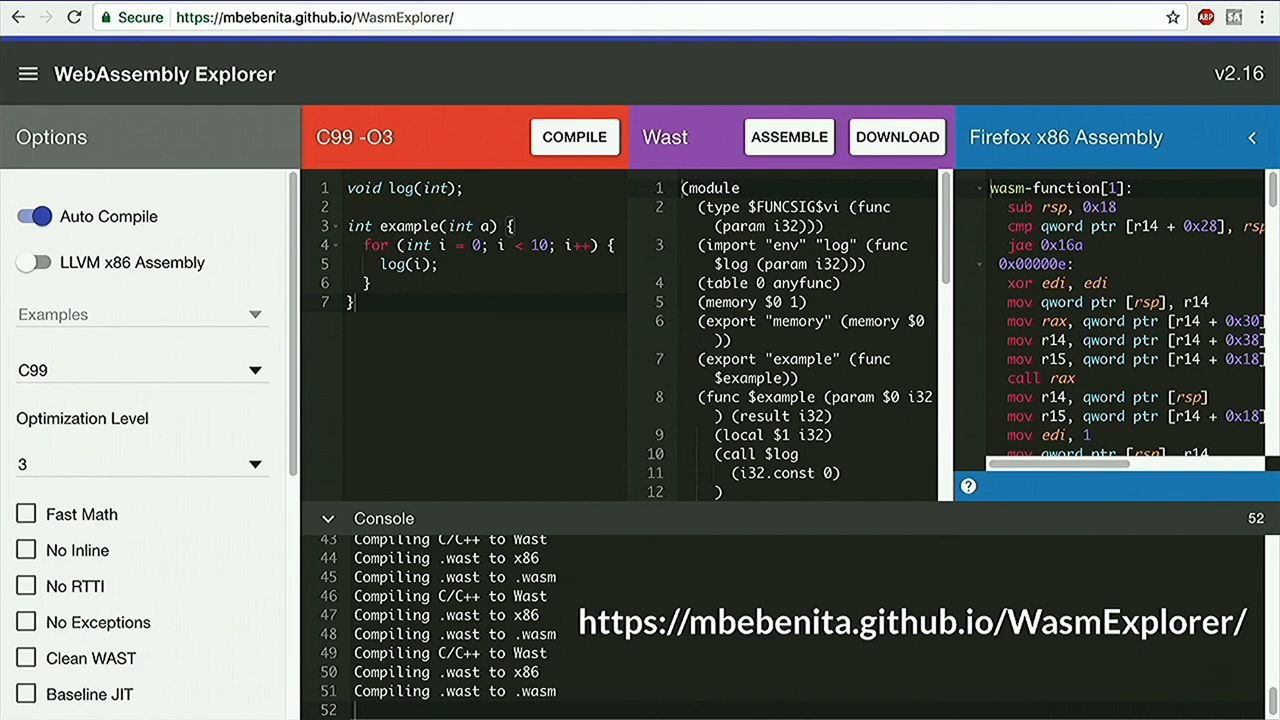 Secure https://mbebenita.github.io/WasmExplorer/
ABP
WebAssembly Explorer
v2.16
Options
Auto Compile
LLVM x86 Assembly
Examples
C99
Optimization Level
3
Fast Math
No Inline
No RTTI
No Exceptions
Clean WAST
Baseline JIT
C99 -O3
COMPILE
1 void log(int);
2
3 int example(int a) {
4 for (int i = 0; i < 10; i++) {
5 log(i);
6 }
7 }
Wast
ASSEMBLE
DOWNLOAD
1 (module
2 (type $FUNCSIG$vi (func
(param i32)))
3 (import "env" "log" (func
$log (param i32)))
4 (table 0 anyfunc)
5 (memory $0 1)
6 (export "memory" (memory $0
))
7 (export "example" (func
$example))
8 (func $example (param $0 i32
) (result i32)
9 (local $1 i32)
10 (call $log
11 (i32.const 0)
12 )
Firefox x86 Assembly
wasm-function[1]:
sub rsp, 0x18
cmp qword ptr [r14 + 0x28], rsp
jae 0x16a
0x00000e:
xor edi, edi
mov qword ptr [rsp], r14
mov rax, qword ptr [r14 + 0x30]
mov r14, qword ptr [r14 + 0x38]
mov r15, qword ptr [r14 + 0x18]
call rax
mov r14, qword ptr [rsp]
mov r15, qword ptr [r14 + 0x18]
mov edi, 1
mov qword ptr [rsp], r14
?
Console
52
43 Compiling C/C++ to Wast
44 Compiling .wast to x86
45 Compiling .wast to .wasm
46 Compiling C/C++ to Wast
47 Compiling .wast to x86
48 Compiling .wast to .wasm
49 Compiling C/C++ to Wast
50 Compiling .wast to x86
51 Compiling .wast to .wasm
52
https://mbebenita.github.io/WasmExplorer/